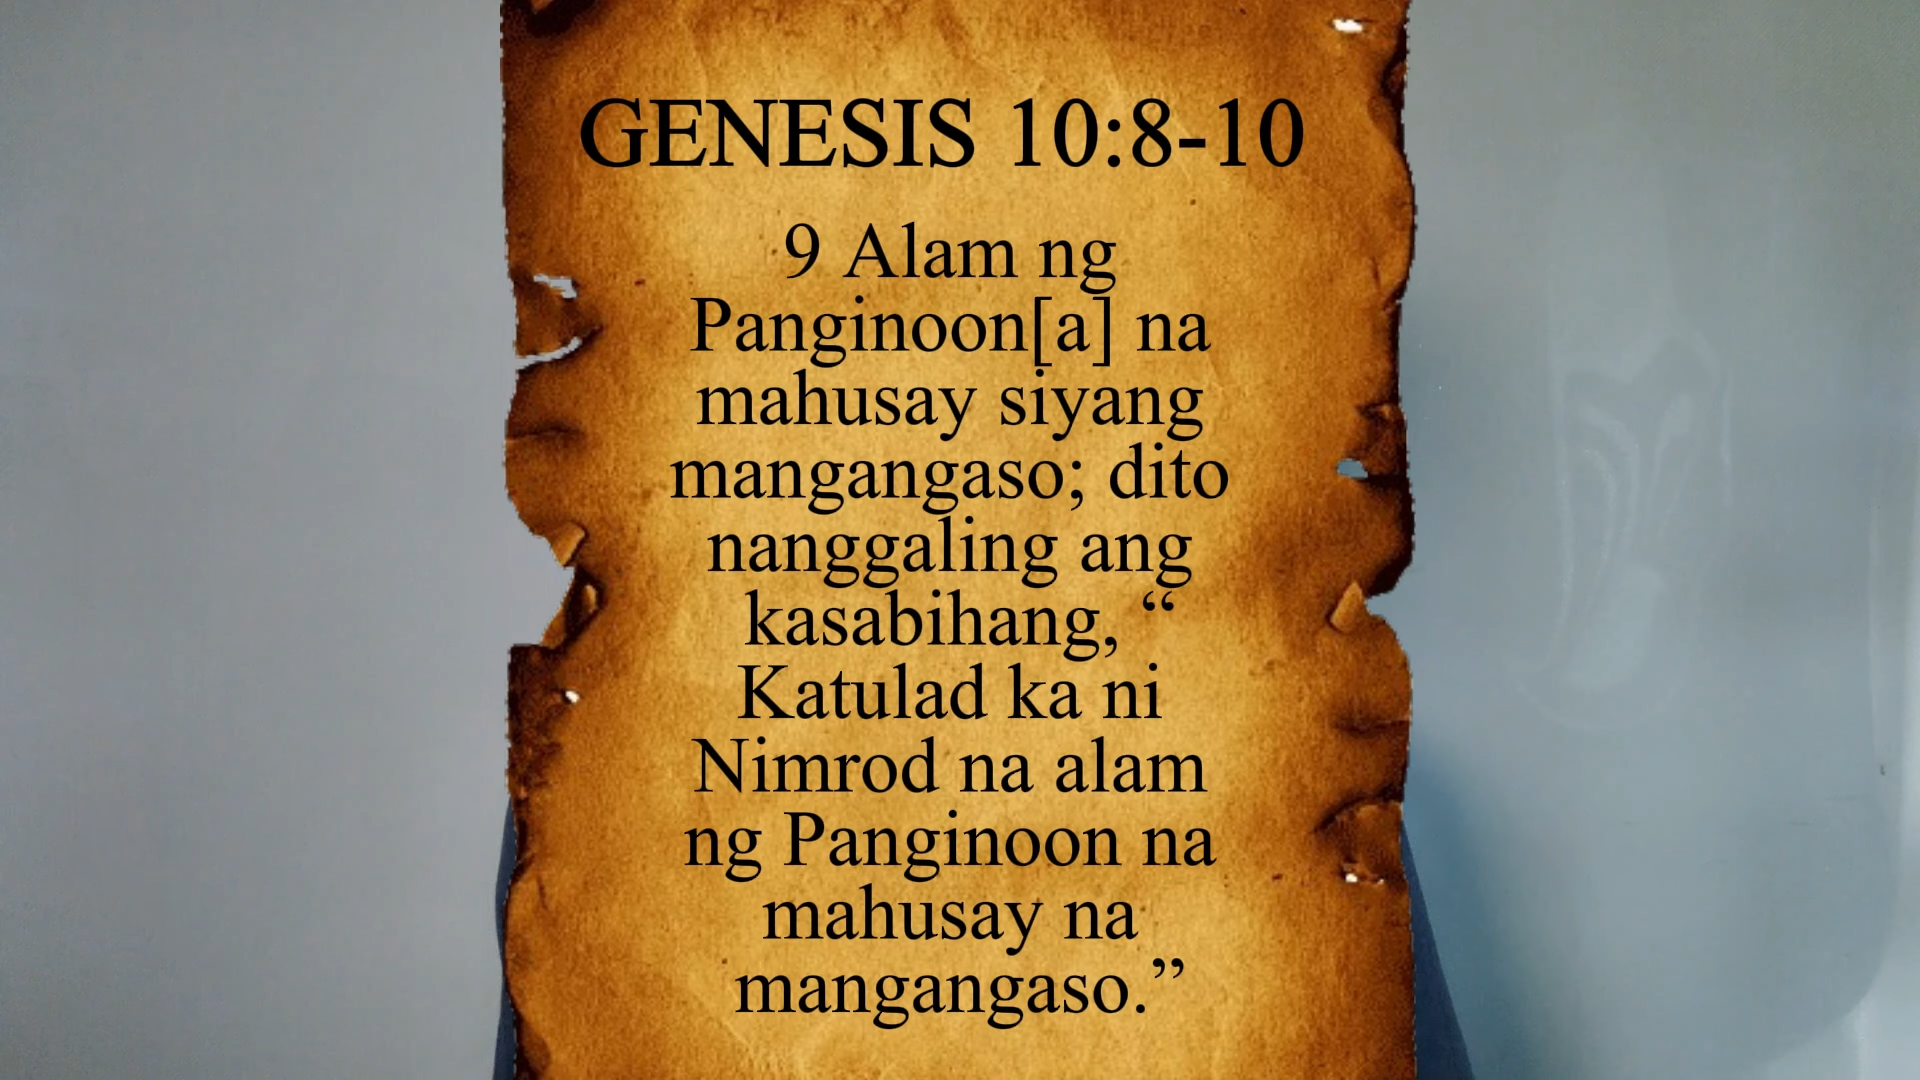 GENESIS 10:8-10
9 Alam ng
Panginoon[a] na
mahusay siyang
mangangaso; dito
nanggaling ang
kasabihang, “
Katulad ka ni
Nimrod na alam
ng Panginoon na
mahusay na
mangangaso.”